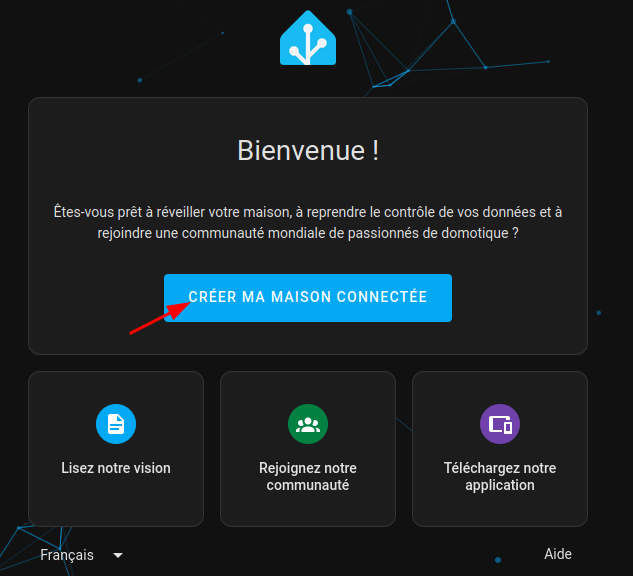 Bienvenue !
Êtes-vous prêt à réveiller votre maison, à reprendre le contrôle de vos données et à
rejoindre une communauté mondiale de passionnés de domotique ?
CRÉER MA MAISON CONNECTÉE
Lisez notre vision
Rejoignez notre
communauté
Téléchargez notre
application
Français
Aide